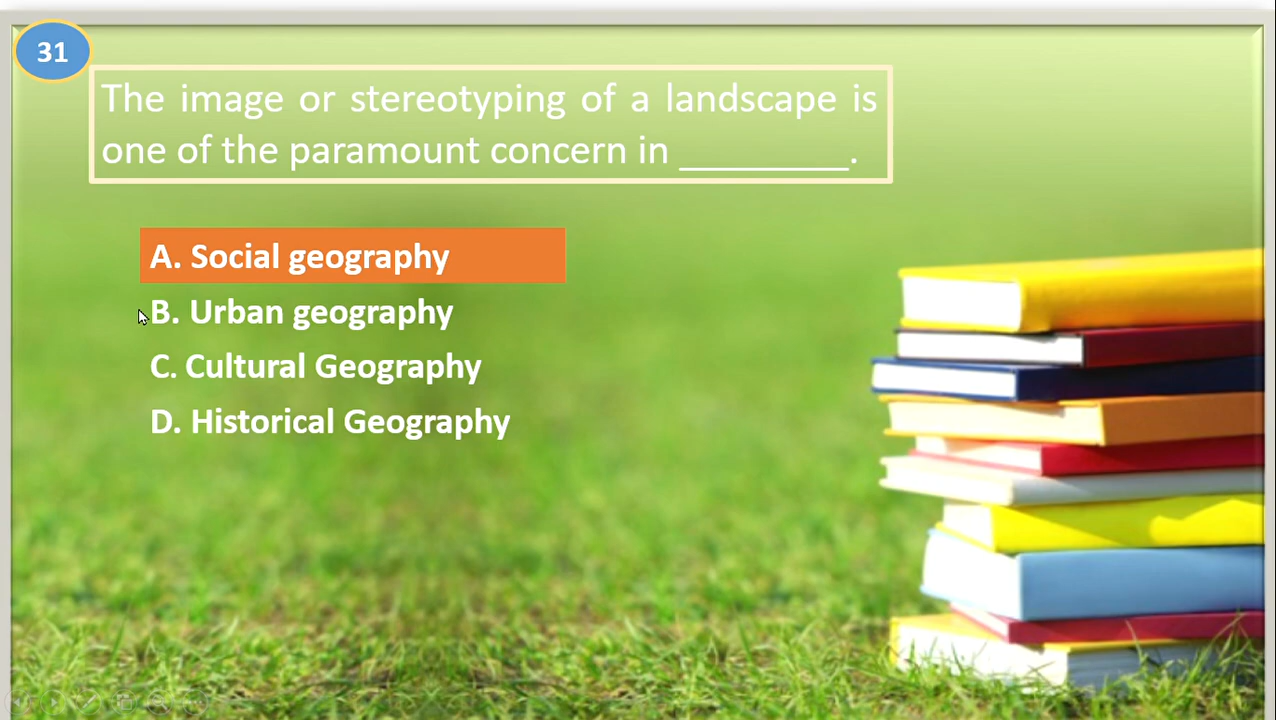 31
The image or stereotyping of a landscape is
one of the paramount concern in _________.
A. Social geography
B. Urban geography
C. Cultural Geography
D. Historical Geography